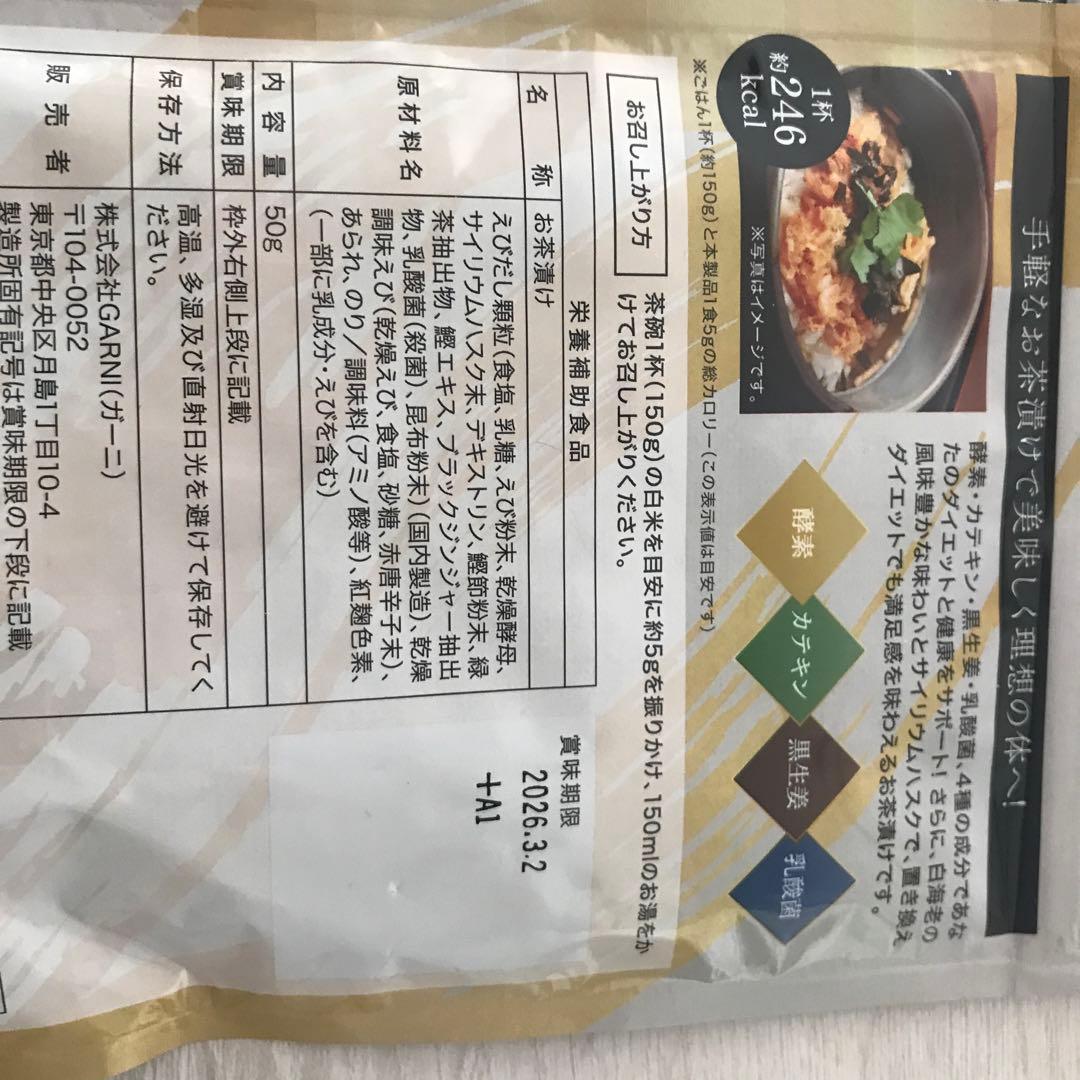 手軽なお茶漬けで美味しく理想の体へ!
酵素・カテキン・黒生姜・乳酸菌、4種の成分であな
たのダイエットと健康をサポート!さらに、白海老の
風味豊かな味わいとサイリウムハスクで、置き換え
ダイエットでも満足感を味わえるお茶漬けです。
1杯
約246
kcal
※写真はイメージです。
酵素
カテキン
黒生姜
乳酸菌
※ごはん1杯(約150g)と本製品1食5gの総カロリー(この表示値は目安です)
お召し上がり方
茶碗1杯(150g)の白米を目安に約5gを振りかけ、150mlのお湯をか
けてお召し上がりください。
栄養補助食品
名称 お茶漬け
原材料名 えびだし顆粒(食塩、乳糖、えび粉末、乾燥酵母、
サイリウムハスク末、デキストリン、鰹節粉末、緑
茶抽出物、鰹エキス、ブラックジンジャー抽出
物、乳酸菌(殺菌)、昆布粉末)(国内製造)、乾燥
調味えび(乾燥えび、食塩、砂糖、赤唐辛子末)、
あられ、のり/調味料(アミノ酸等)、紅麹色素、
(一部に乳成分・えびを含む)
内容量 50g
賞味期限 枠外右側上段に記載
保存方法 高温、多湿及び直射日光を避けて保存してく
ださい。
販売者 株式会社GARNI(ガーニ)
〒104-0052
東京都中央区月島1丁目10-4
製造所固有記号は賞味期限の下段に記載
賞味期限
2026.3.2
+A1